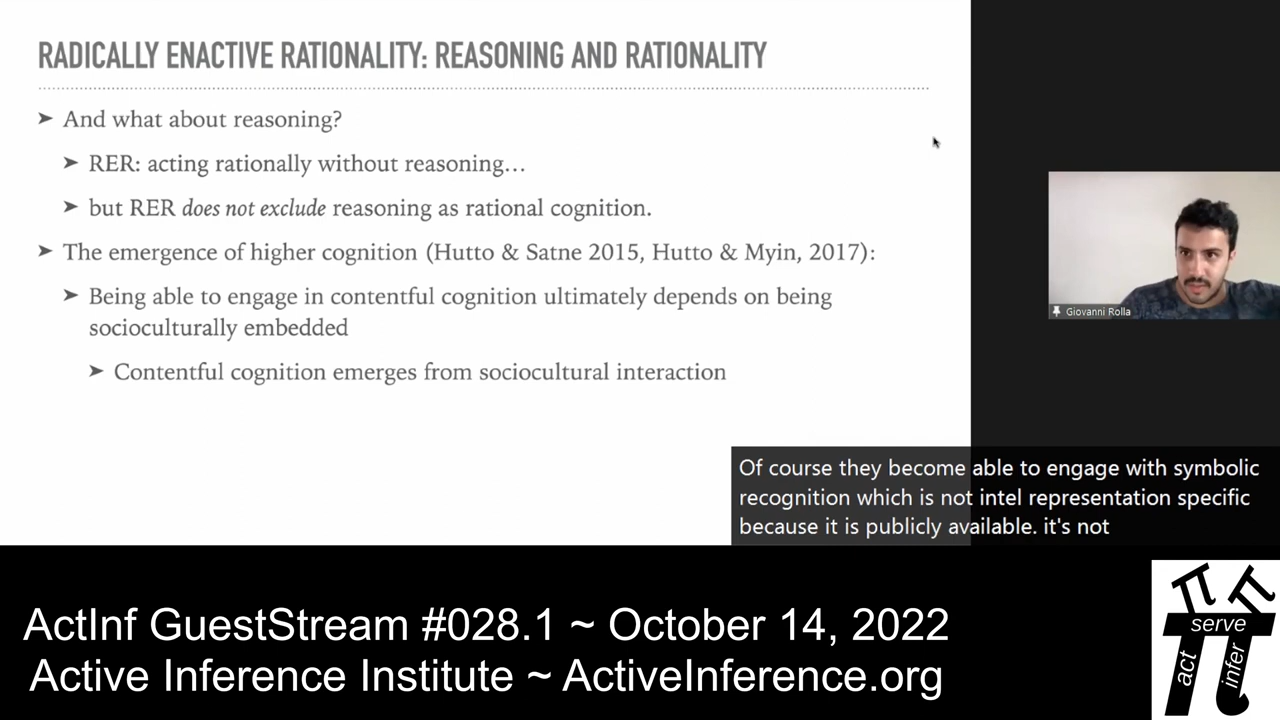 RADICALLY ENACTIVE RATIONALITY: REASONING AND RATIONALITY
➤ And what about reasoning?
➤ RER: acting rationally without reasoning…
➤ but RER does not exclude reasoning as rational cognition.
➤ The emergence of higher cognition (Hutto & Satne 2015, Hutto & Myin, 2017):
➤ Being able to engage in contentful cognition ultimately depends on being
socioculturally embedded
➤ Contentful cognition emerges from sociocultural interaction
Giovanni Rolla
Of course they become able to engage with symbolic
recognition which is not intel representation specific
because it is publicly available. it's not
ActInf GuestStream #028.1 ~ October 14, 2022
Active Inference Institute ~ ActiveInference.org
serve
act
infer